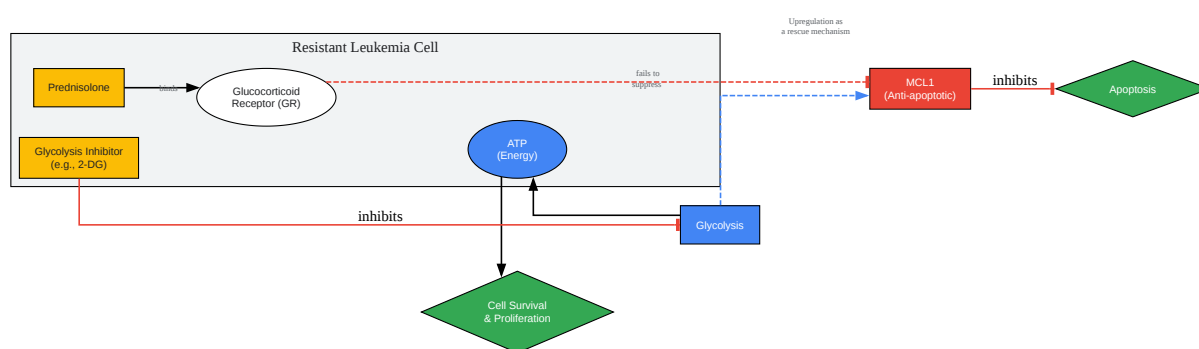 Upregulation as
a rescue mechanism
Resistant Leukemia Cell
Prednisolone
binds
Glucocorticoid
Receptor (GR)
fails to
suppress
MCL1
(Anti-apoptotic)
inhibits
Apoptosis
Glycolysis Inhibitor
(e.g., 2-DG)
ATP
(Energy)
inhibits
Glycolysis
Cell Survival
& Proliferation